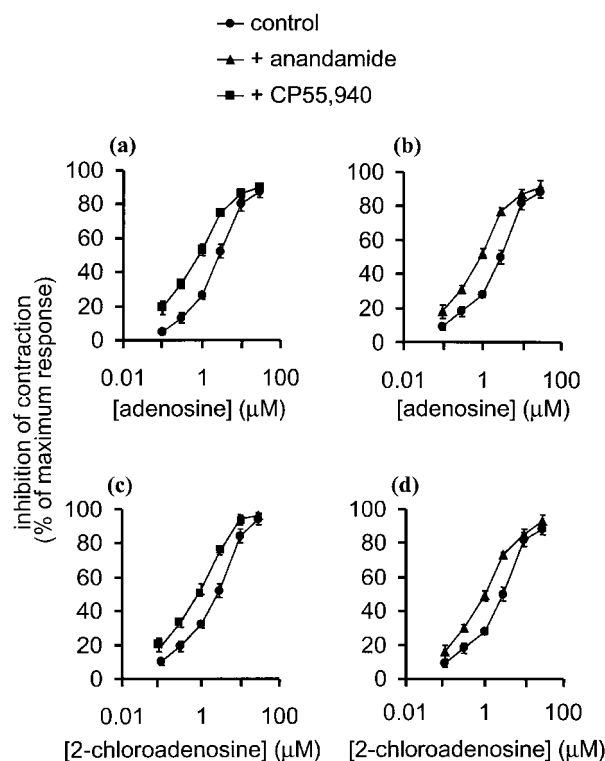 control
+ anandamide
+ CP55,940
(a)
(b)
100
80
60
40
20
0
0.01 1 100
[adenosine] (μM)
100
80
60
40
20
0
0.01 1 100
[adenosine] (μM)
inhibition of contraction
(% of maximum response)
(c)
(d)
100
80
60
40
20
0
0.01 1 100
[2-chloroadenosine] (μM)
100
80
60
40
20
0
0.01 1 100
[2-chloroadenosine] (μM)